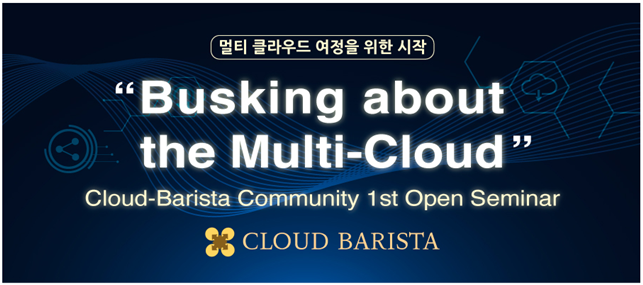 멀티 클라우드 여정을 위한 시작
“Busking about
the Multi-Cloud”
Cloud-Barista Community 1st Open Seminar
CLOUD BARISTA